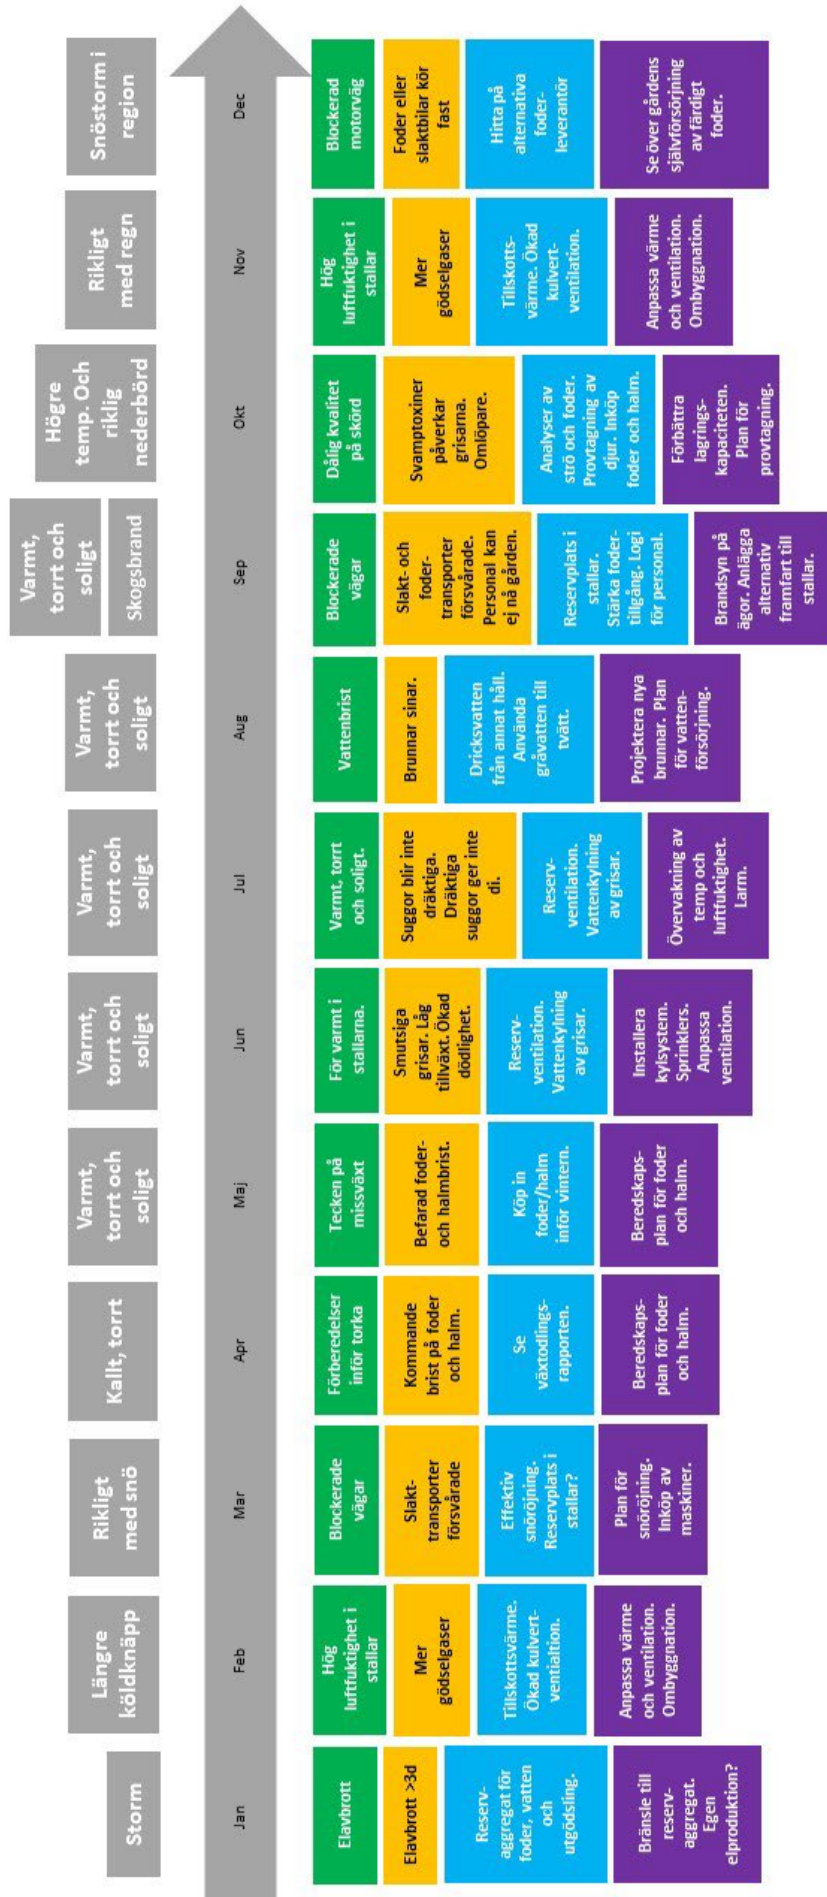 Storm
Längre
köldknäpp
Rikligt
med snö
Kallt, torrt
Varmt,
torrt och
soligt
Varmt,
torrt och
soligt
Varmt,
torrt och
soligt
Varmt,
torrt och
soligt
Varmt,
torrt och
soligt
Skogsbrand
Högre
temp. Och
riklig
nederbörd
Rikligt
med regn
Snöstorm i
region
Jan
Feb
Mar
Apr
Maj
Jun
Jul
Aug
Sep
Okt
Nov
Dec
Elavbrott
Hög
luftfuktighet i
stallar
Blockerade
vägar
Förberedelser
inför torka
Tecken på
missväxt
För varmt i
stallarna.
Varmt, torrt
och soligt.
Vattenbrist
Blockerade
vägar
Dålig kvalitet
på skörd
Hög
luftfuktighet i
stallar
Blockerad
motorväg
Elavbrott >3d
Mer
gödselgaser
Slakt-
transporter
försvårade
Kommande
brist på foder
och halm.
Befarad foder-
och halmbrist.
Smutsiga
grisar. Låg
tillväxt. Ökad
dödlighet.
Suggor blir inte
dräktiga.
Dräktiga
suggor ger inte
di.
Brunnar sinar.
Slakt- och
foder-
transporter
försvårade.
Personal kan
ej nå gården.
Svamptoxiner
påverkar
grisarna.
Omlöpare.
Mer
gödselgaser
Foder eller
slaktbilar kör
fast
Reserv-
aggregat för
foder, vatten
och
utgödsling.
Tillskottsvärme.
Ökad kulvert-
ventialtion.
Effektiv
snöröjning.
Reservplats i
stallar?
Se
växtodlings-
rapporten.
Köp in
foder/halm
inför vintern.
Reserv-
ventilation.
Vattenkylning
av grisar.
Reserv-
ventilation.
Vattenkylning
av grisar.
Dricksvatten
från annat håll.
Använda
gråvatten till
tvätt.
Reservplats i
stallar.
Stärka foder-
tillgång. Logi
för personal.
Analyser av
strö och foder.
Provtagning av
djur. Inköp
foder och halm.
Tillskotts-
värme. Ökad
kulvert-
ventilation.
Hitta på
alternativa
foder-
leverantör
Bränsle till
reserv-
aggregat.
Egen
elproduktion?
Anpassa värme
och ventilation.
Ombyggnation.
Plan för
snöröjning.
Inköp av
maskiner.
Beredskaps-
plan för foder
och halm.
Beredskaps-
plan för foder
och halm.
Installera
kylsystem.
Sprinklers.
Anpassa
ventilation.
Övervakning av
temp och
luftfuktighet.
Larm.
Projektera nya
brunnar. Plan
för vatten-
försörjning.
Brandsyn på
ägor. Anlägga
alternativ
framfart till
stallar.
Förbättra
lagrings-
kapaciteten.
Plan för
provtagning.
Anpassa värme
och ventilation.
Ombyggnation.
Se över gårdens
självförsörjning
av färdigt
foder.